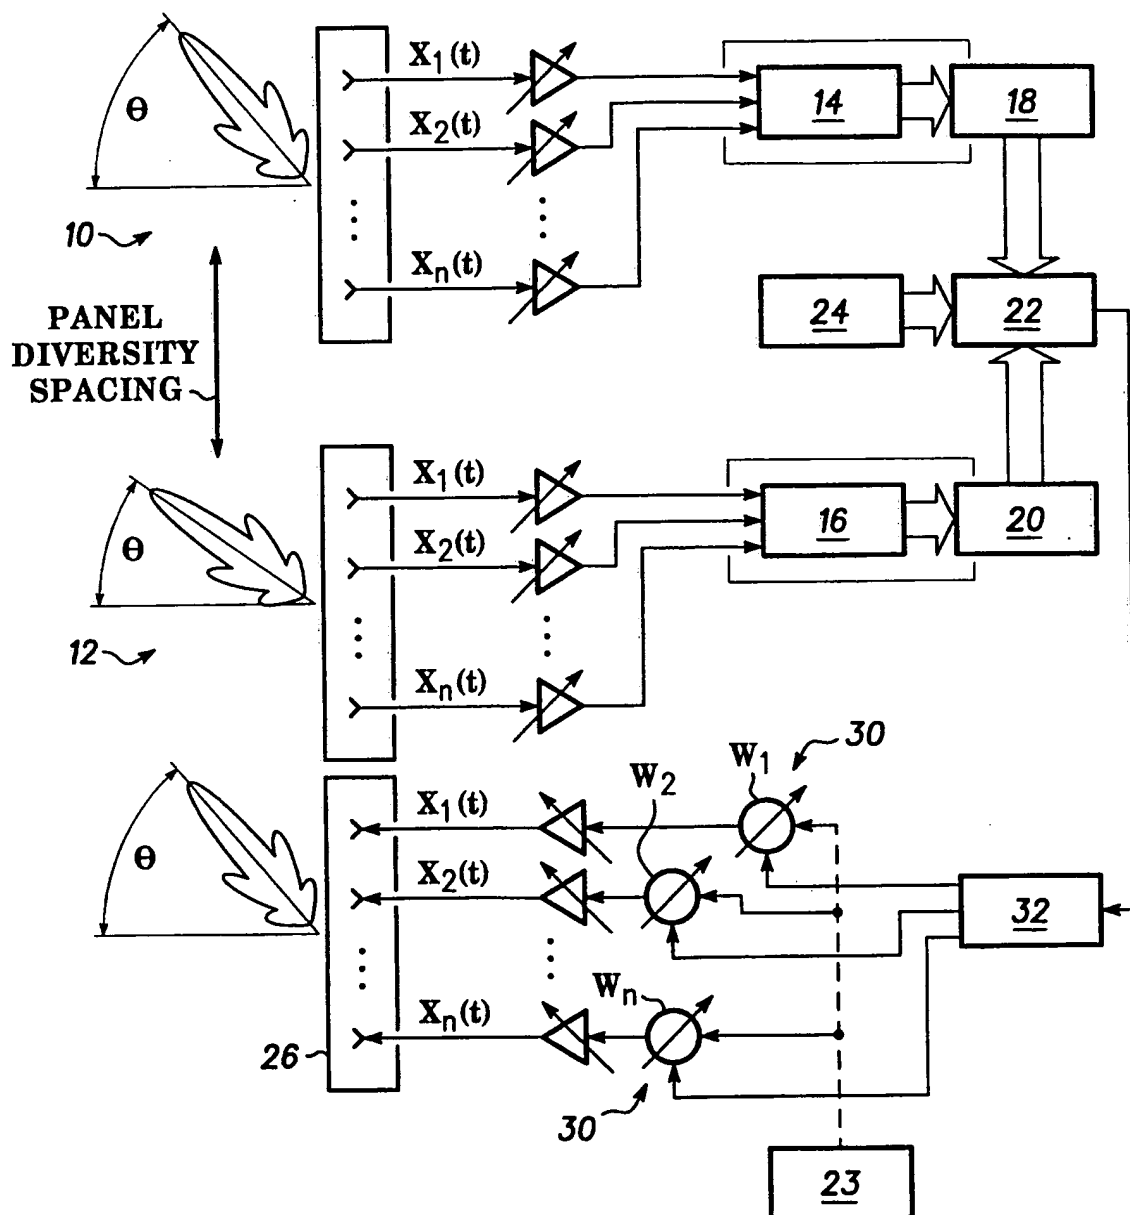 θ
X1(t)
X2(t)
Xn(t)
14
18
10
PANEL
DIVERSITY
SPACING
24
22
θ
X1(t)
X2(t)
Xn(t)
16
20
12
θ
X1(t)
X2(t)
Xn(t)
W1
W2
Wn
30
30
32
26
23